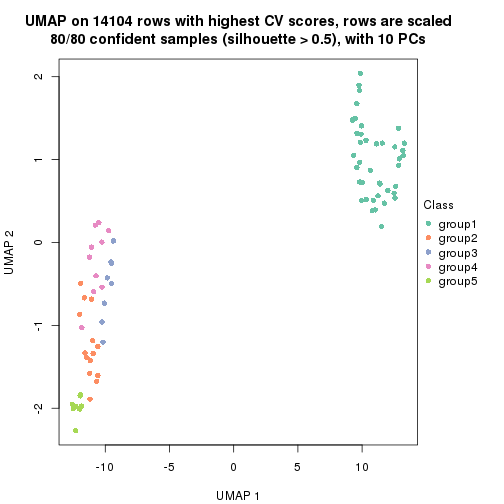 UMAP on 14104 rows with highest CV scores, rows are scaled
80/80 confident samples (silhouette > 0.5), with 10 PCs
2
1
0
-1
-2
UMAP 2
-10 -5 0 5 10
UMAP 1
Class
group1
group2
group3
group4
group5